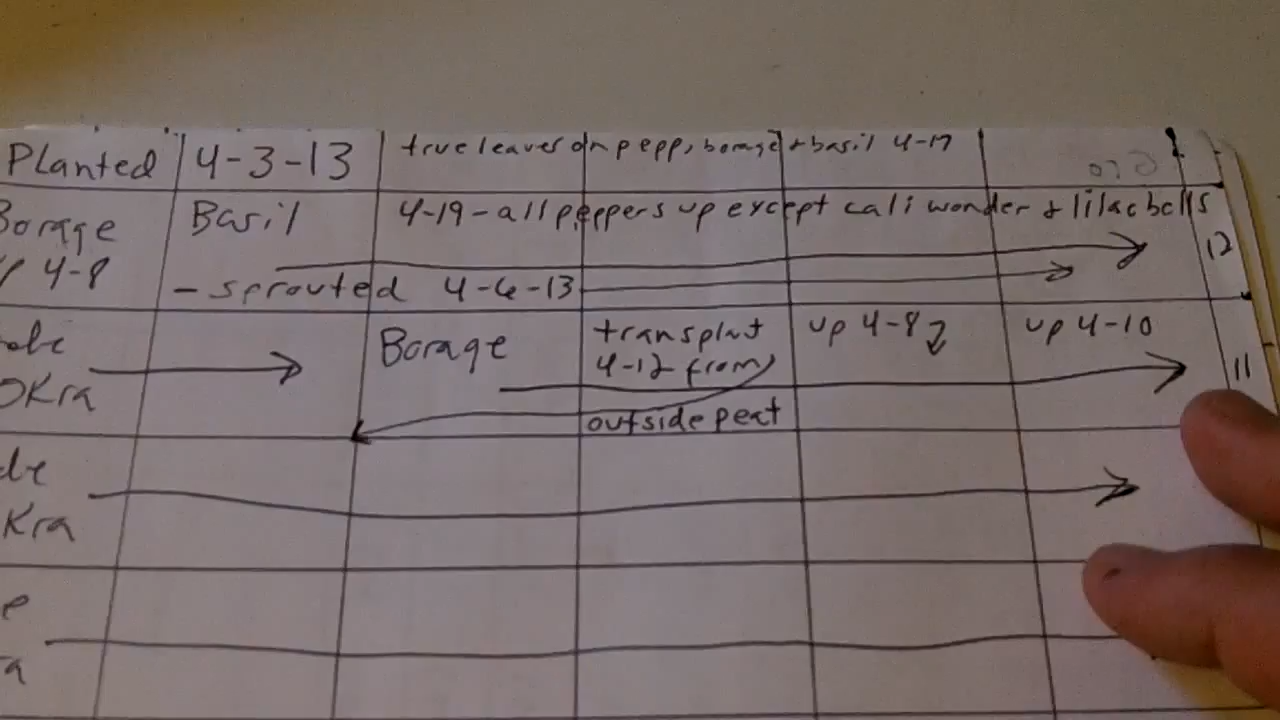 Planted 4-3-13 true leaves on pepp, borage + basil 4-17
Borage Basil 4-19 - all peppers up except cali wonder + lilac bells
4-8 12
- sprouted 4-6-13
Borage transplat up 4-8 up 4-10
OKra 4-12 from 11
outside peat